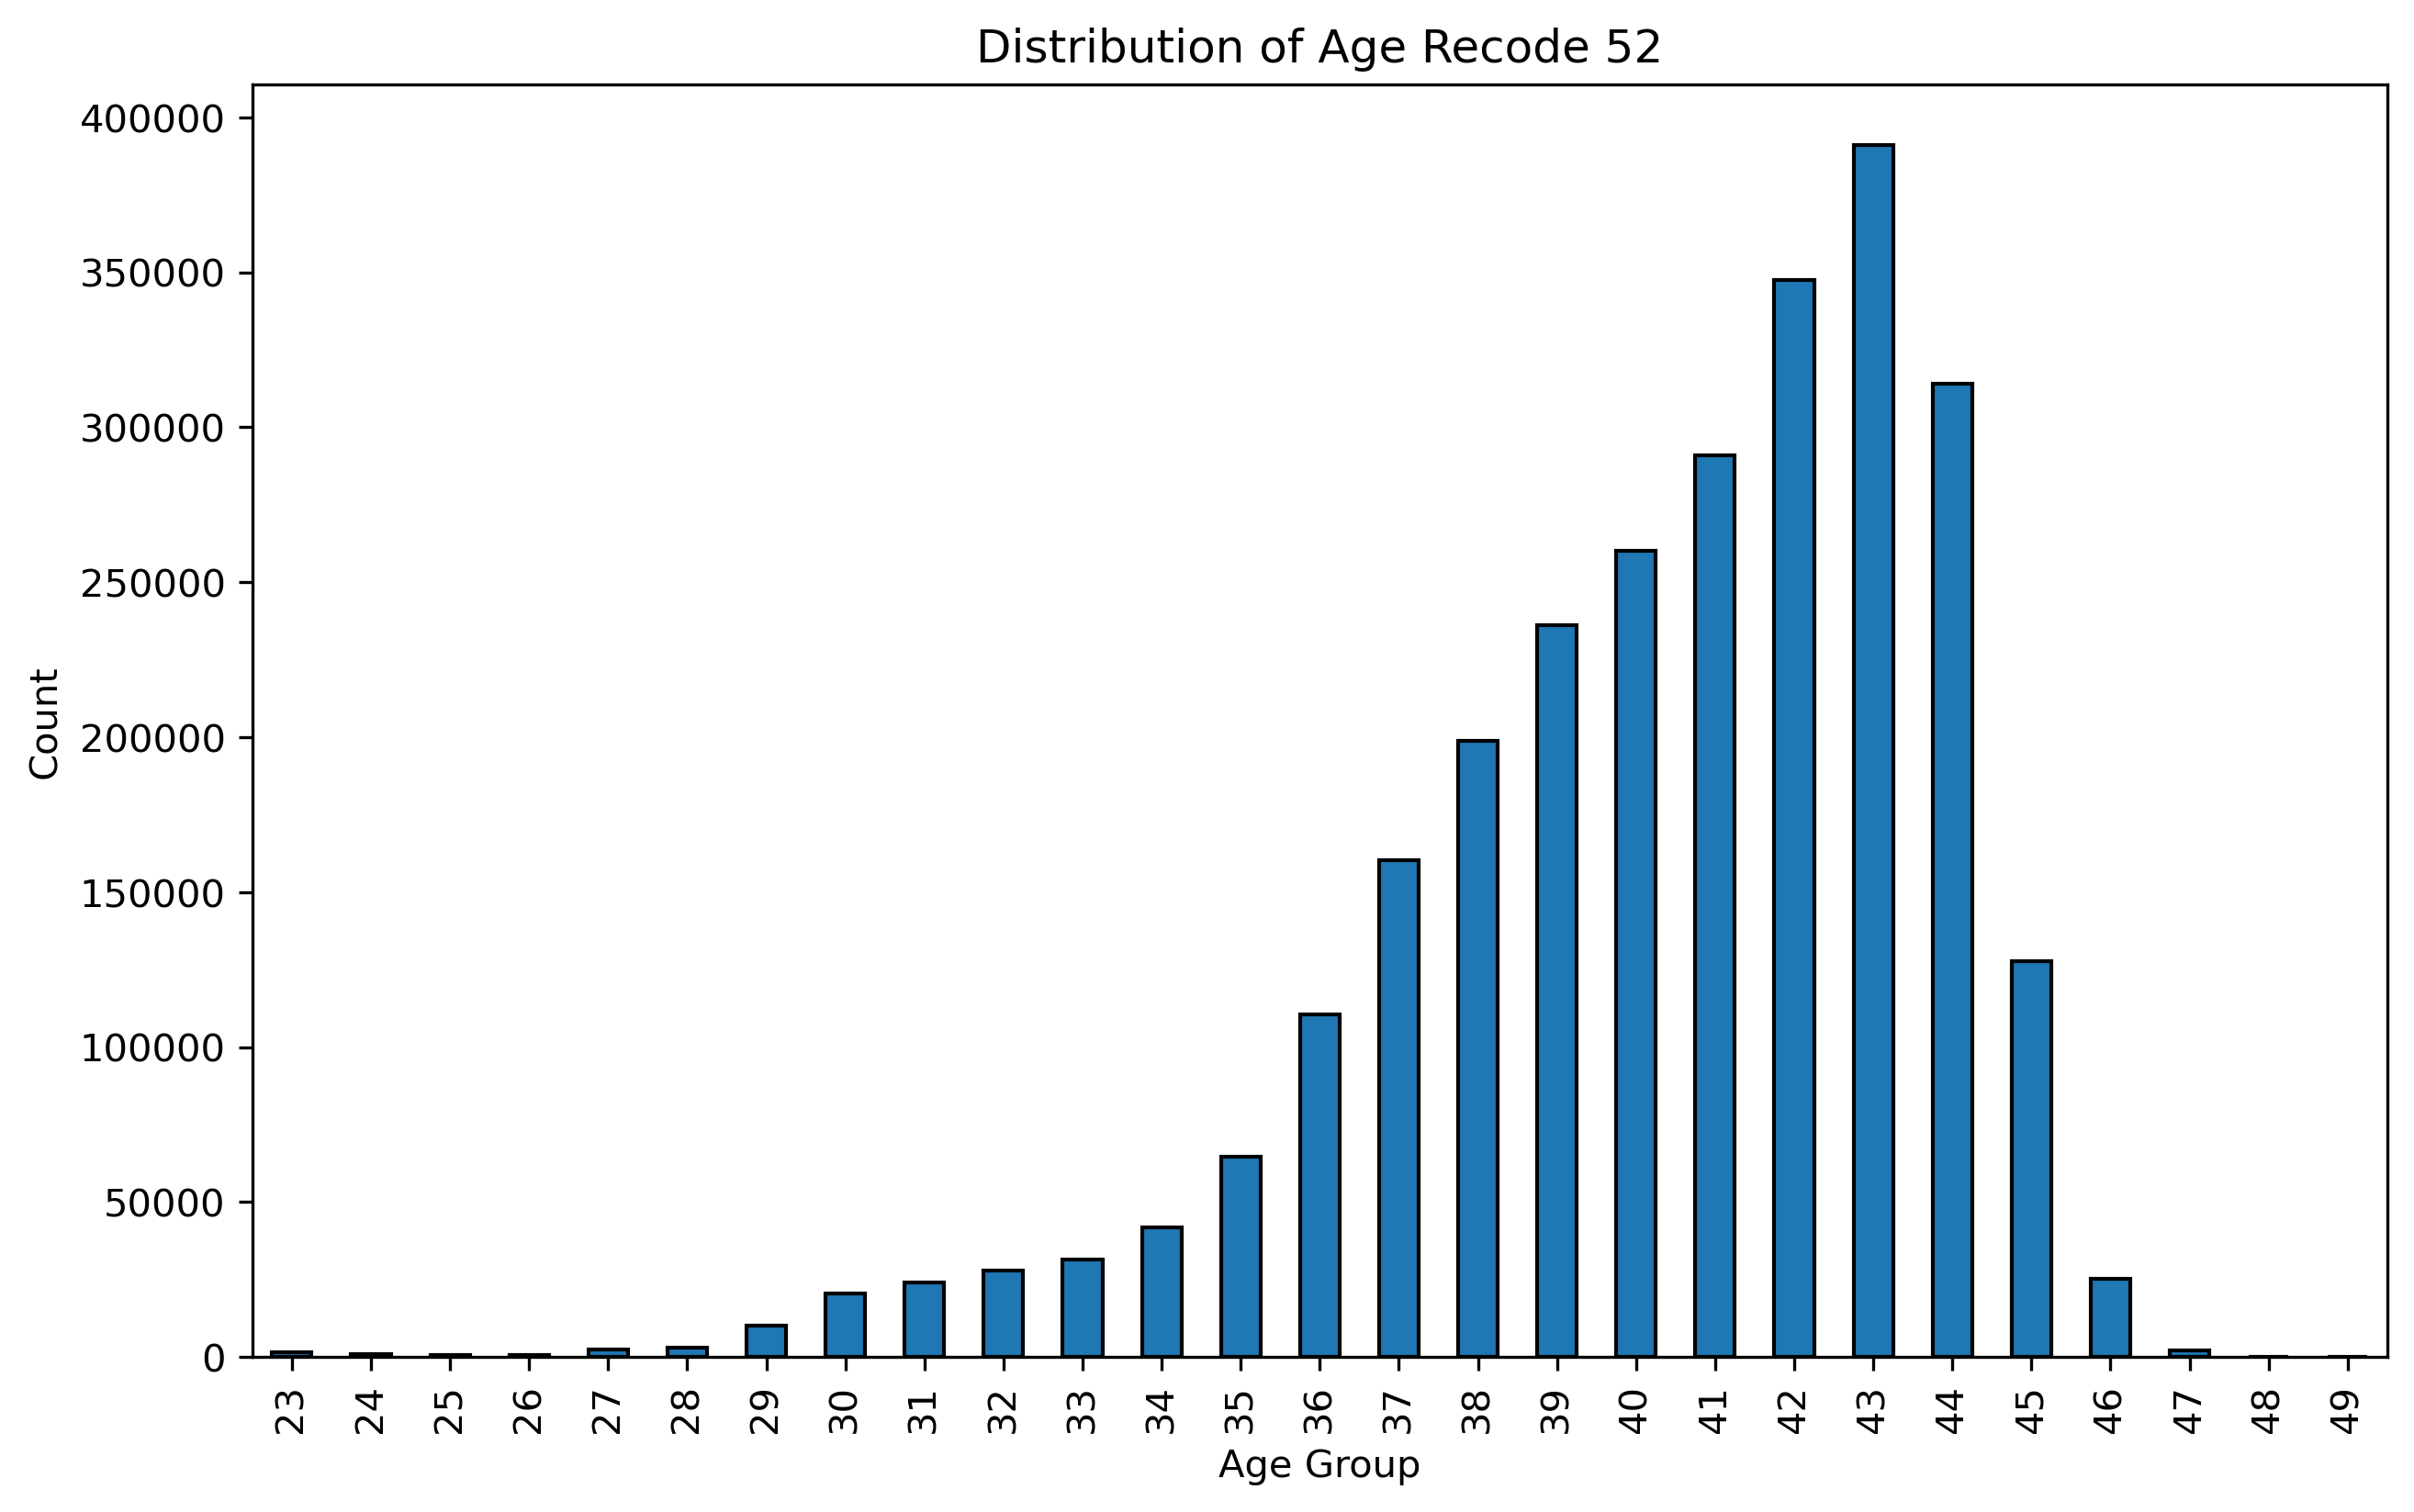 Distribution of Age Recode 52
400000
350000
300000
250000
200000
150000
100000
50000
0
Count
23 24 25 26 27 28 29 30 31 32 33 34 35 36 37 38 39 40 41 42 43 44 45 46 47 48 49
Age Group